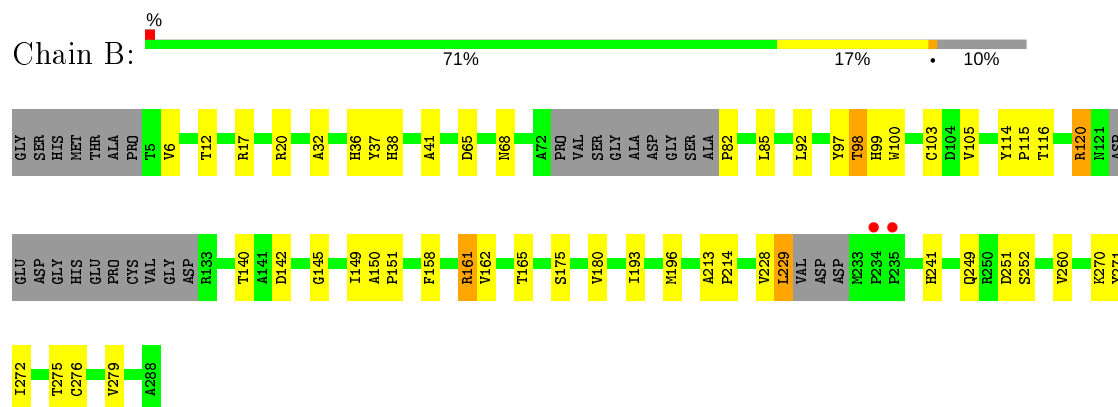 %
Chain B:
71% 17% • 10%
GLY SER HIS MET THR ALA PRO T5 V6 T12 R17 R20 A32 H36 Y37 H38 A41 D65 N68 A72 PRO VAL SER GLY ALA ASP GLY SER ALA P82 L85 L92 Y97 T98 H99 W100 C103 D104 V105 Y114 P115 T116 R120 N121 ASP
GLU ASP GLY HIS GLU PRO CYS VAL GLY ASP R133 T140 A141 D142 G145 I149 A150 P151 F158 R161 V162 T165 S175 V180 I193 M196 A213 P214 V228 L229 VAL ASP ASP M233 P234 P235 H241 Q249 R250 D251 S252 V260 K270 Y271
I272 T275 C276 V279 A288